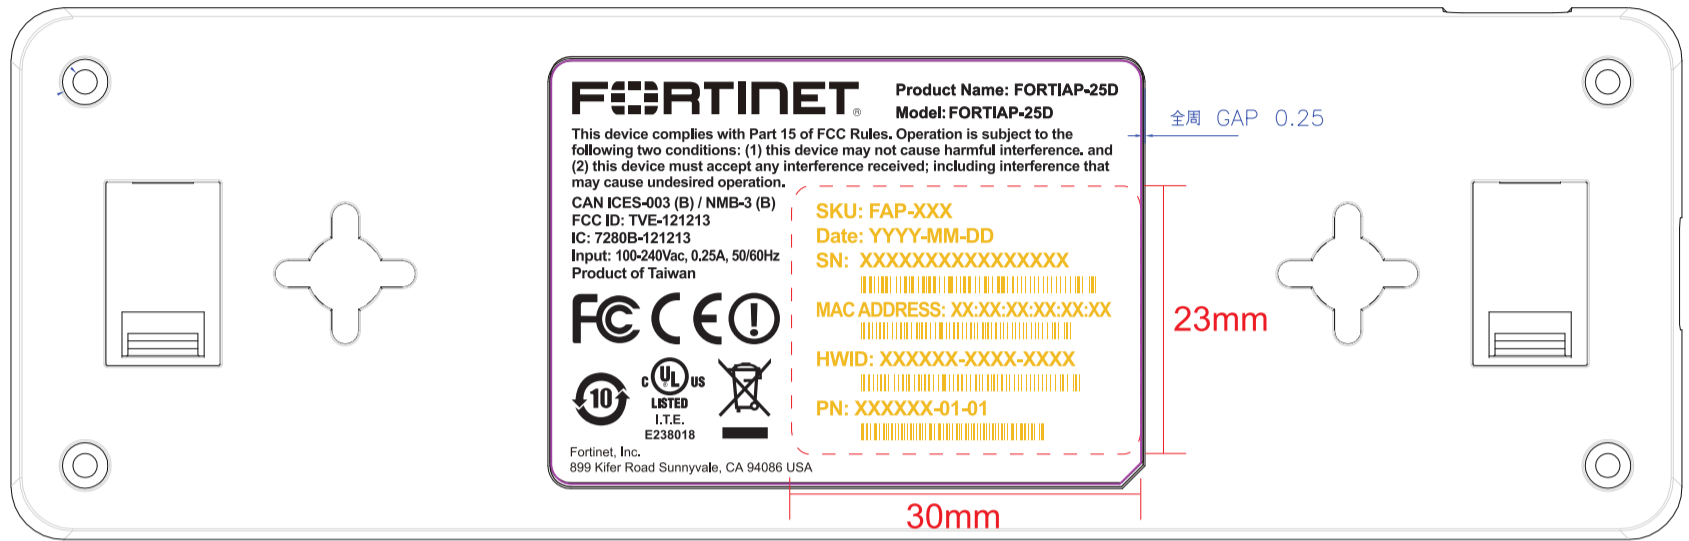 FORTINET®
Product Name: FORTIAP-25D
Model: FORTIAP-25D
This device complies with Part 15 of FCC Rules. Operation is subject to the
following two conditions: (1) this device may not cause harmful interference. and
(2) this device must accept any interference received; including interference that
may cause undesired operation.
CAN ICES-003 (B) / NMB-3 (B)
FCC ID: TVE-121213
IC: 7280B-121213
Input: 100-240Vac, 0.25A, 50/60Hz
Product of Taiwan
FC CE
10
C UL US
®
LISTED
I.T.E.
E238018
Fortinet, Inc.
899 Kifer Road Sunnyvale, CA 94086 USA
SKU: FAP-XXX
Date: YYYY-MM-DD
SN: XXXXXXXXXXXXXXXX
MAC ADDRESS: XX:XX:XX:XX:XX:XX
HWID: XXXXXX-XXXX-XXXX
PN: XXXXXX-01-01
全周 GAP 0.25
23mm
30mm